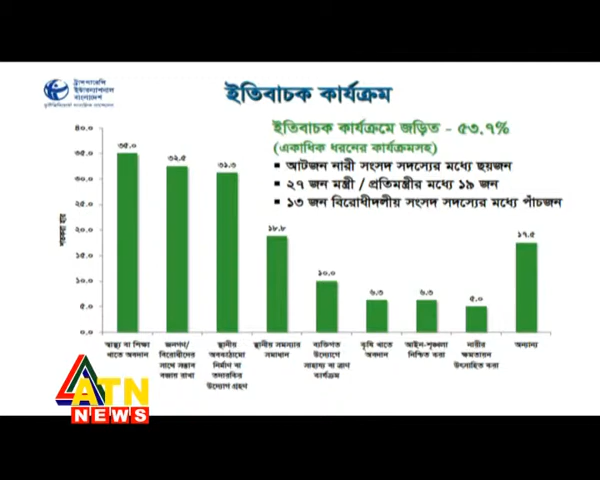 ট্রান্সপারেন্সি
ইন্টারন্যাশনাল
বাংলাদেশ
ইতিবাচক কার্যক্রম
ইতিবাচক কার্যক্রমে জড়িত - ৫৩.৭%
(একাধিক ধরনের কার্যক্রমসহ)
▪ আটজন নারী সংসদ সদস্যের মধ্যে ছয়জন
▪ ২৭ জন মন্ত্রী / প্রতিমন্ত্রীর মধ্যে ১৯ জন
▪ ১৩ জন বিরোধীদলীয় সংসদ সদস্যের মধ্যে পাঁচজন
শতকরা হার
৪০.০
৩৫.০
৩০.০
২৫.০
২০.০
১৫.০
১০.০
৫.০
০.০
৩৫.০
৩২.৫
৩১.৩
১৮.৮
১০.০
৬.৩
৬.৩
৫.০
১৭.৫
স্বাস্থ্য বা শিক্ষা
খাতে অবদান
জনগণ/
বিরোধীদের
সাথে সদ্ভাব
বজায় রাখা
স্থানীয়
অবকাঠামো
নির্মাণ বা
তদারকির
উদ্যোগ গ্রহণ
স্থানীয় সমস্যার
সমাধান
ব্যক্তিগত
উদ্যোগে
সাহায্য বা ত্রাণ
কার্যক্রম
কৃষি খাতে
অবদান
আইন-শৃঙ্খলা
নিশ্চিত করা
নারীর
ক্ষমতায়ন
উৎসাহিত করা
অন্যান্য
ATN
NEWS